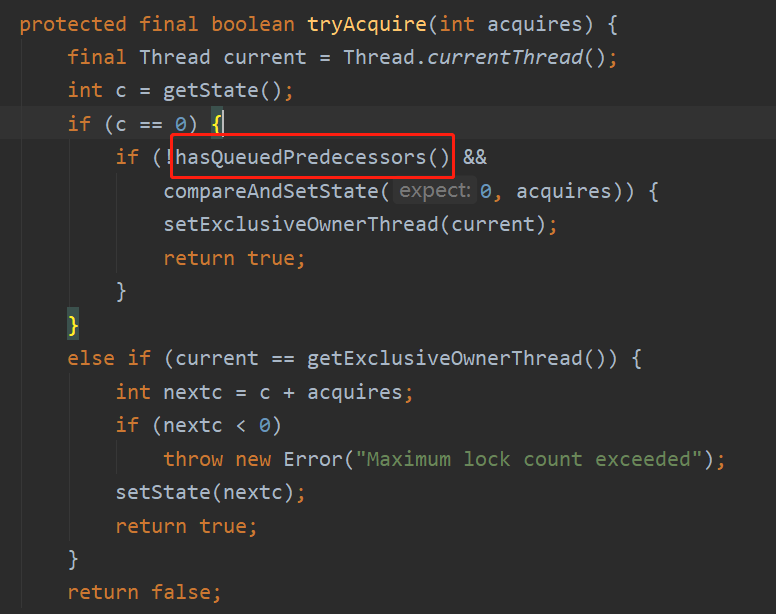 protected final boolean tryAcquire(int acquires) {
    final Thread current = Thread.currentThread();
    int c = getState();
    if (c == 0) {
        if (!hasQueuedPredecessors() &&
            compareAndSetState( expect: 0, acquires)) {
            setExclusiveOwnerThread(current);
            return true;
        }
    }
    else if (current == getExclusiveOwnerThread()) {
        int nextc = c + acquires;
        if (nextc < 0)
            throw new Error("Maximum lock count exceeded");
        setState(nextc);
        return true;
    }
    return false;